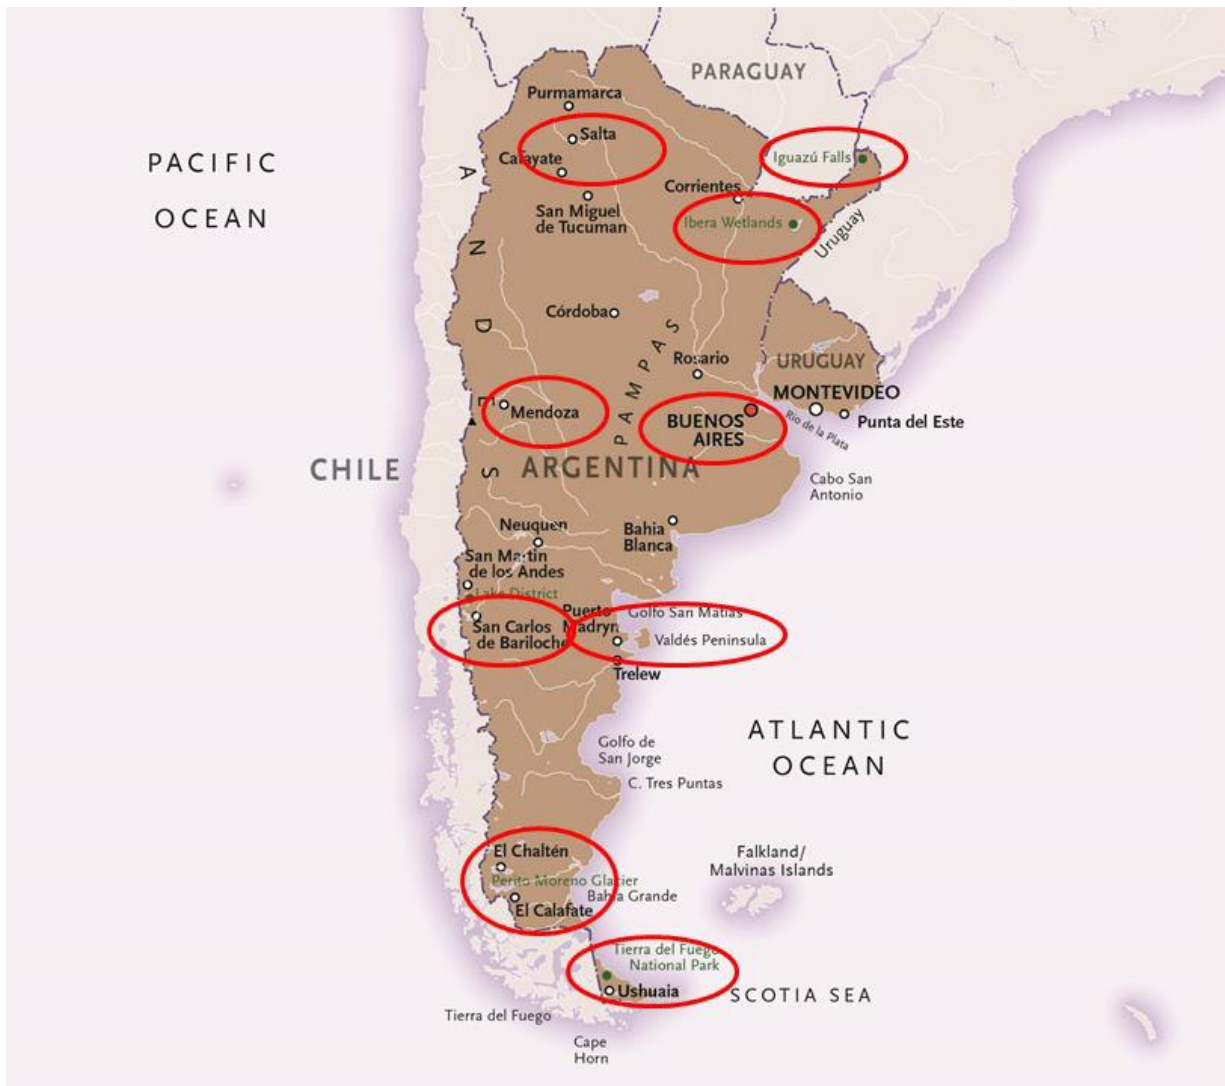 PARAGUAY
Purmamarca
Salta
Iguazú Falls
PACIFIC
OCEAN
Cafayate
Corrientes
San Miguel
de Tucuman
Ibera Wetlands
Uruguay
ANDES
Córdoba
PAMPAS
Rosario
URUGUAY
MONTEVIDEO
Mendoza
BUENOS
AIRES
Rio de la Plata
Punta del Este
CHILE
ARGENTINA
Cabo San
Antonio
Neuquen
Bahia
Blanca
San Martin
de los Andes
Lake District
Puerto
Madryn
Golfo San Matias
San Carlos
de Bariloche
Valdés Peninsula
Trelew
ATLANTIC
OCEAN
Golfo de
San Jorge
C. Tres Puntas
El Chaltén
Falkland/
Malvinas Islands
Perito Moreno Glacier
Bahia Grande
El Calafate
Tierra del Fuego
National Park
Ushuaia
SCOTIA SEA
Tierra del Fuego
Cape
Horn